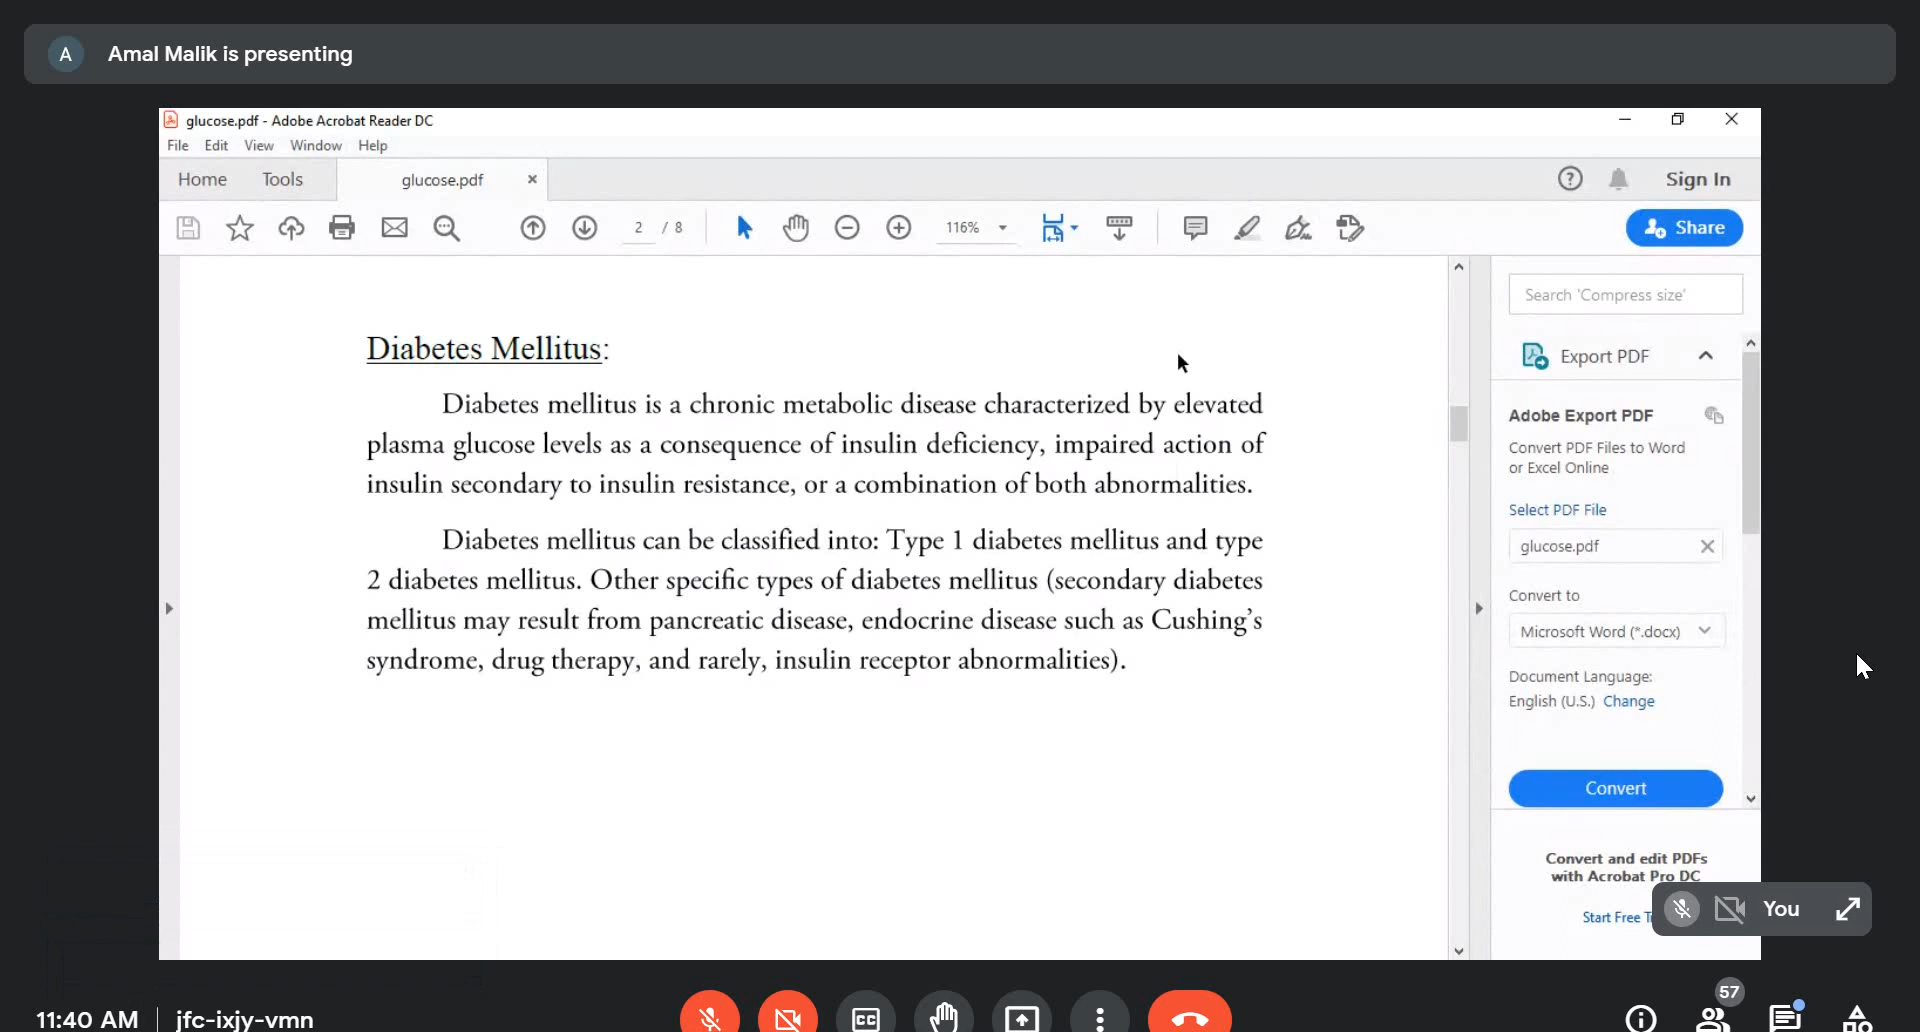 A Amal Malik is presenting
glucose.pdf - Adobe Acrobat Reader DC
File Edit View Window Help
Home Tools glucose.pdf × Sign In
2 / 8 116% Share
Diabetes Mellitus:
Diabetes mellitus is a chronic metabolic disease characterized by elevated
plasma glucose levels as a consequence of insulin deficiency, impaired action of
insulin secondary to insulin resistance, or a combination of both abnormalities.
Diabetes mellitus can be classified into: Type 1 diabetes mellitus and type
2 diabetes mellitus. Other specific types of diabetes mellitus (secondary diabetes
mellitus may result from pancreatic disease, endocrine disease such as Cushing’s
syndrome, drug therapy, and rarely, insulin receptor abnormalities).
Search 'Compress size'
Export PDF
Adobe Export PDF
Convert PDF Files to Word
or Excel Online
Select PDF File
glucose.pdf
Convert to
Microsoft Word (*.docx)
Document Language:
English (U.S.) Change
Convert
Convert and edit PDFs
with Acrobat Pro DC
Start Free
You
57
11:40 AM | jfc-ixjy-vmn
CC